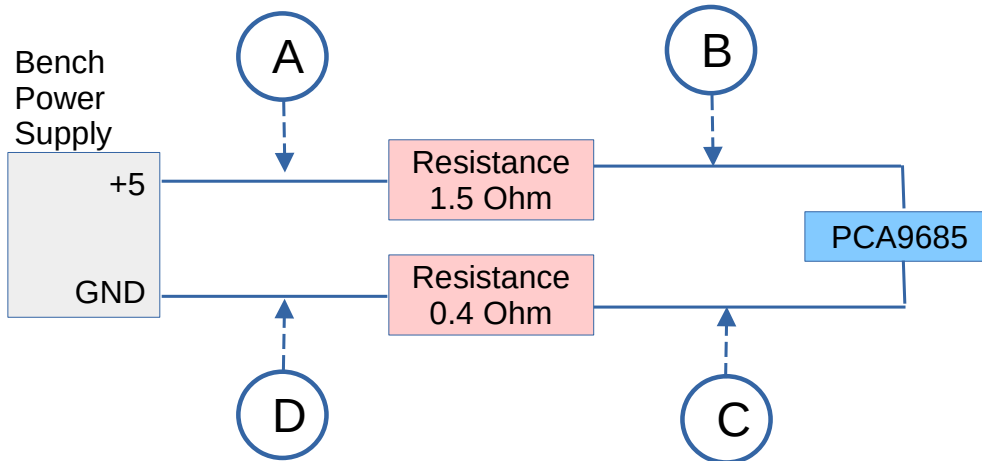 A
B
Bench
Power
Supply
+5
Resistance
1.5 Ohm
PCA9685
GND
Resistance
0.4 Ohm
D
C